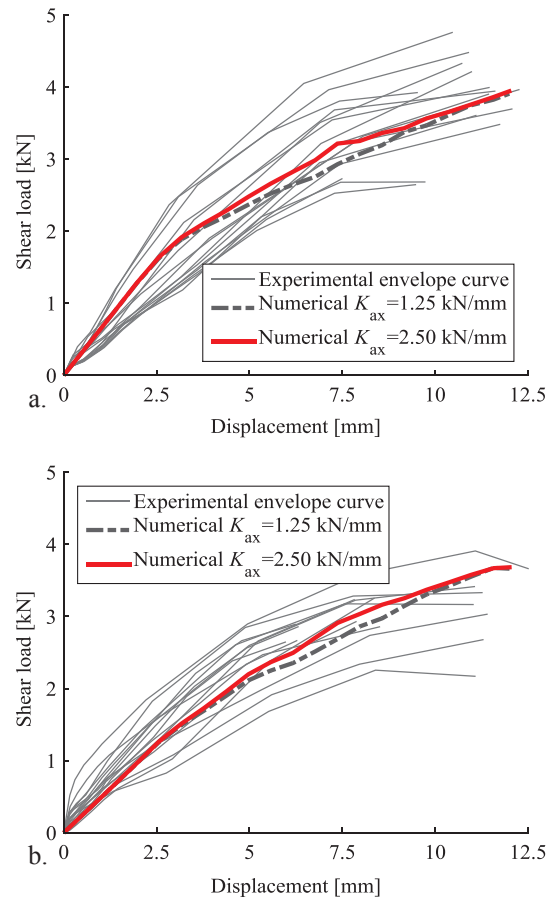 5
4
3
2
1
0
Shear load [kN]
Experimental envelope curve
Numerical Kax=1.25 kN/mm
Numerical Kax=2.50 kN/mm
a.
0 2.5 5 7.5 10 12.5
Displacement [mm]
5
4
3
2
1
0
Shear load [kN]
Experimental envelope curve
Numerical Kax=1.25 kN/mm
Numerical Kax=2.50 kN/mm
b.
0 2.5 5 7.5 10 12.5
Displacement [mm]